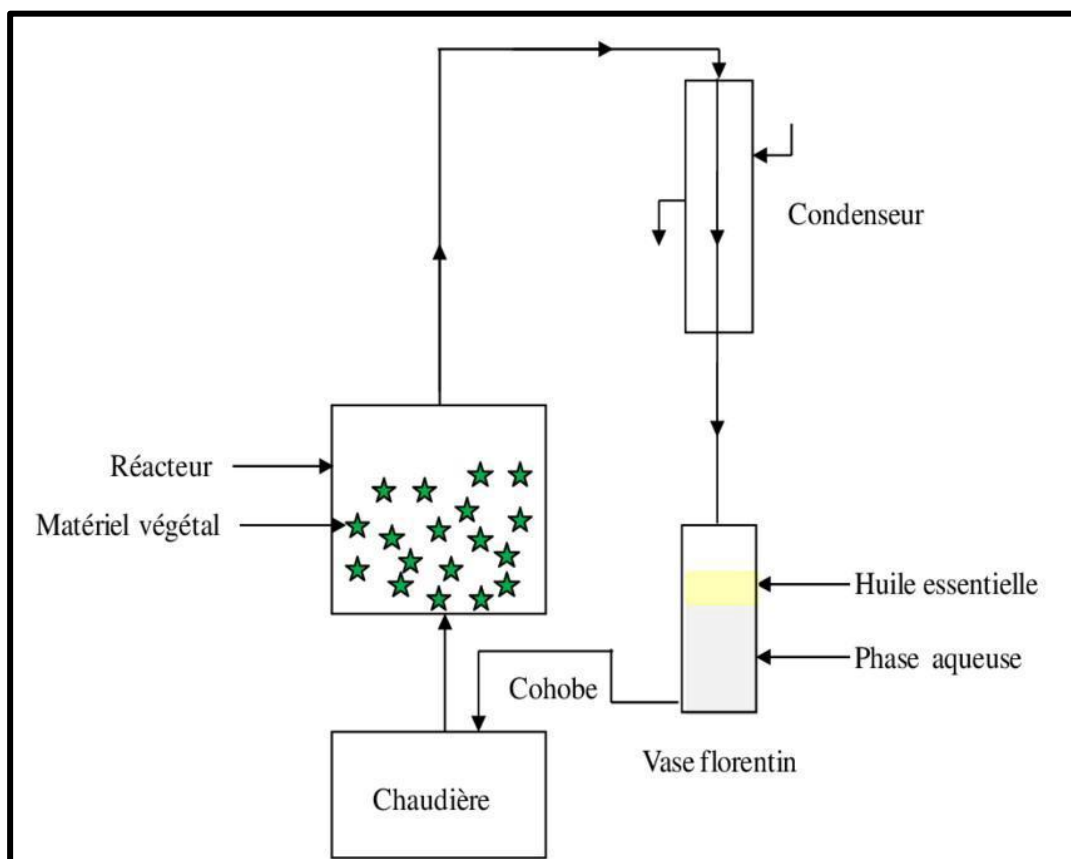 Condenseur
Réacteur
Matériel végétal
Huile essentielle
Phase aqueuse
Cohobe
Vase florentin
Chaudière